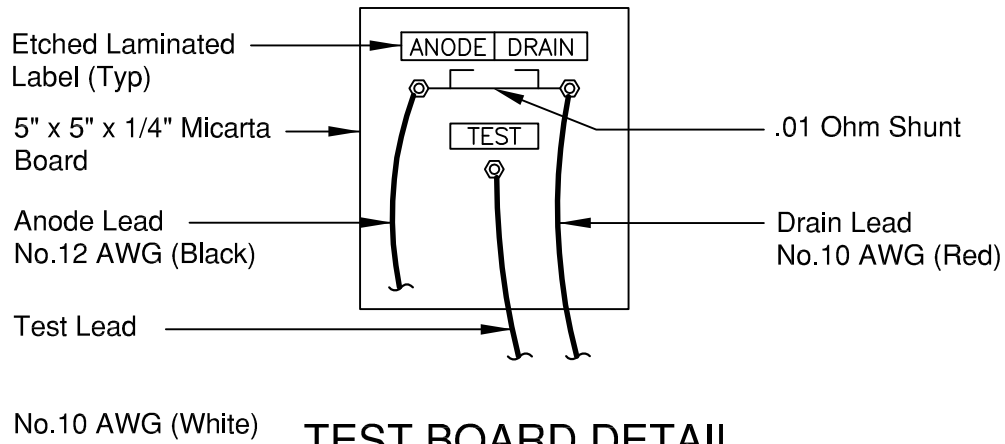 Etched Laminated
Label (Typ)
ANODE DRAIN
5" x 5" x 1/4" Micarta
Board
.01 Ohm Shunt
TEST
Anode Lead
No.12 AWG (Black)
Drain Lead
No.10 AWG (Red)
Test Lead
No.10 AWG (White)
TEST BOARD DETAIL